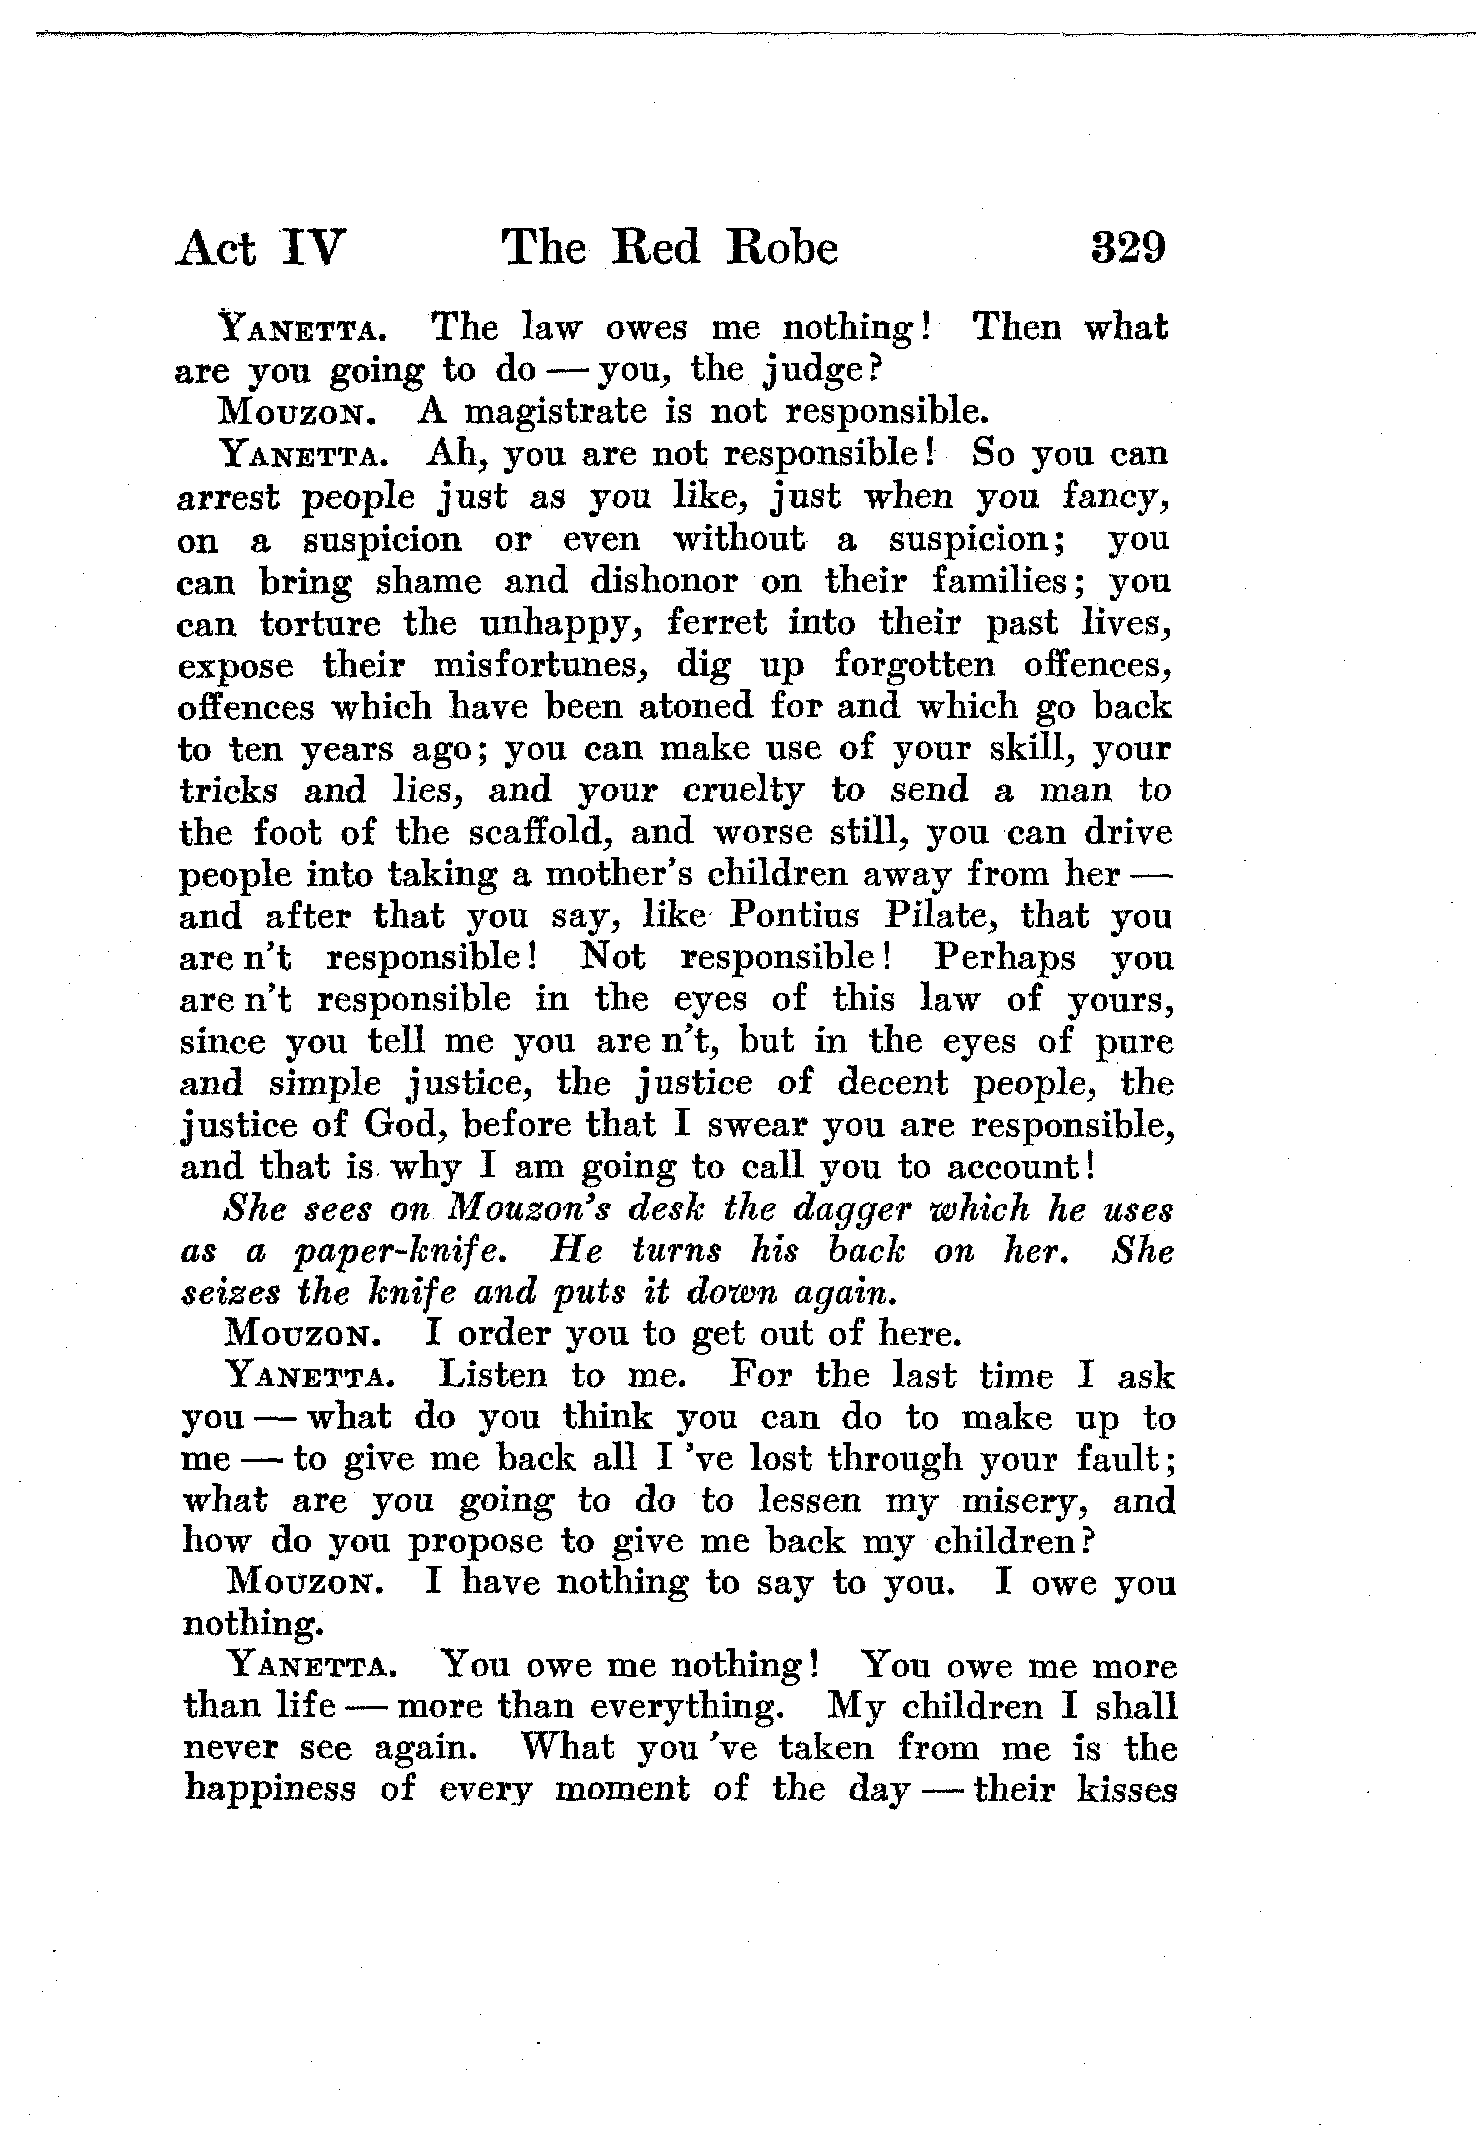 Act IV The Red Robe 329
YANETTA. The law owes me nothing! Then what
are you going to do — you, the judge?
MOUZON. A magistrate is not responsible.
YANETTA. Ah, you are not responsible! So you can
arrest people just as you like, just when you fancy,
on a suspicion or even without a suspicion; you
can bring shame and dishonor on their families; you
can torture the unhappy, ferret into their past lives,
expose their misfortunes, dig up forgotten offences,
offences which have been atoned for and which go back
to ten years ago; you can make use of your skill, your
tricks and lies, and your cruelty to send a man to
the foot of the scaffold, and worse still, you can drive
people into taking a mother's children away from her —
and after that you say, like Pontius Pilate, that you
are n't responsible! Not responsible! Perhaps you
are n't responsible in the eyes of this law of yours,
since you tell me you are n't, but in the eyes of pure
and simple justice, the justice of decent people, the
justice of God, before that I swear you are responsible,
and that is why I am going to call you to account!
She sees on Mouzon's desk the dagger which he uses
as a paper-knife. He turns his back on her. She
seizes the knife and puts it down again.
MOUZON. I order you to get out of here.
YANETTA. Listen to me. For the last time I ask
you — what do you think you can do to make up to
me — to give me back all I 've lost through your fault;
what are you going to do to lessen my misery, and
how do you propose to give me back my children?
MOUZON. I have nothing to say to you. I owe you
nothing.
YANETTA. You owe me nothing! You owe me more
than life — more than everything. My children I shall
never see again. What you 've taken from me is the
happiness of every moment of the day — their kisses